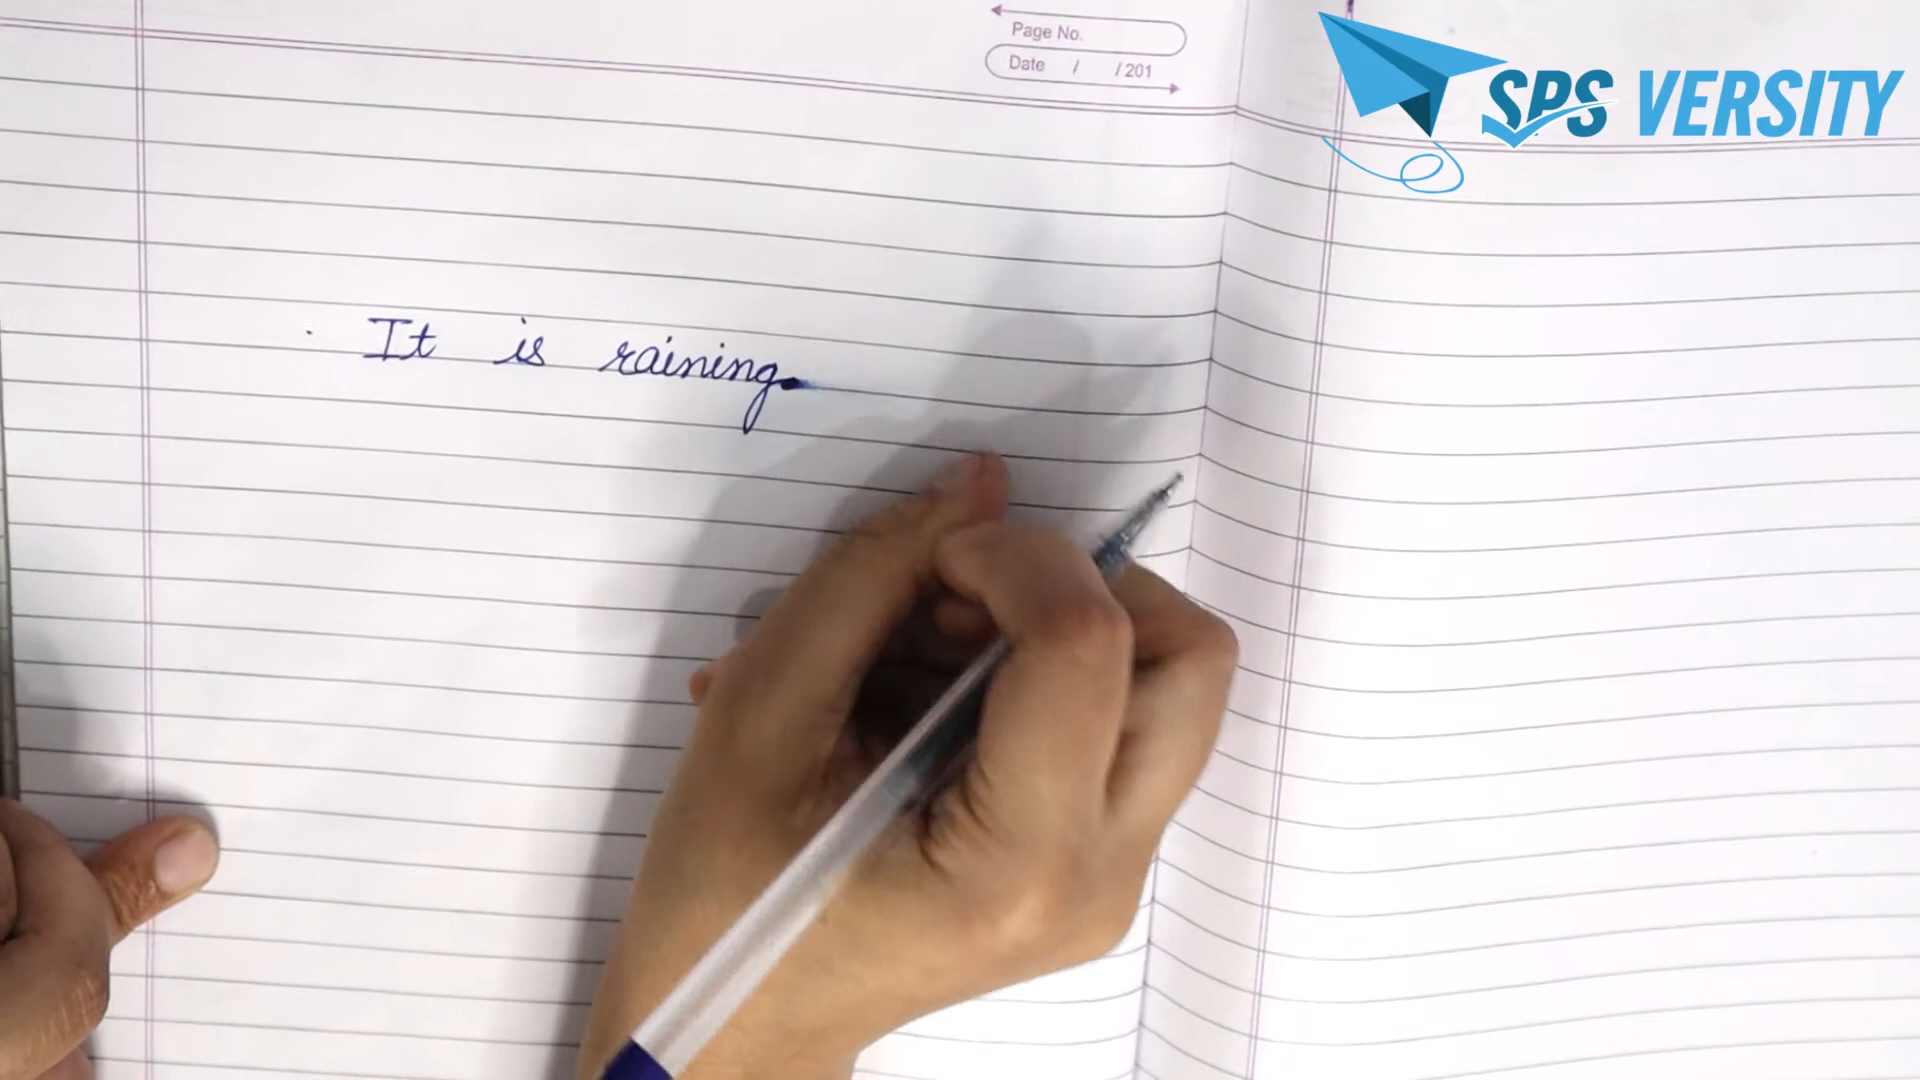 Page No.
Date / / 201
SPS VERSITY
It is raining.